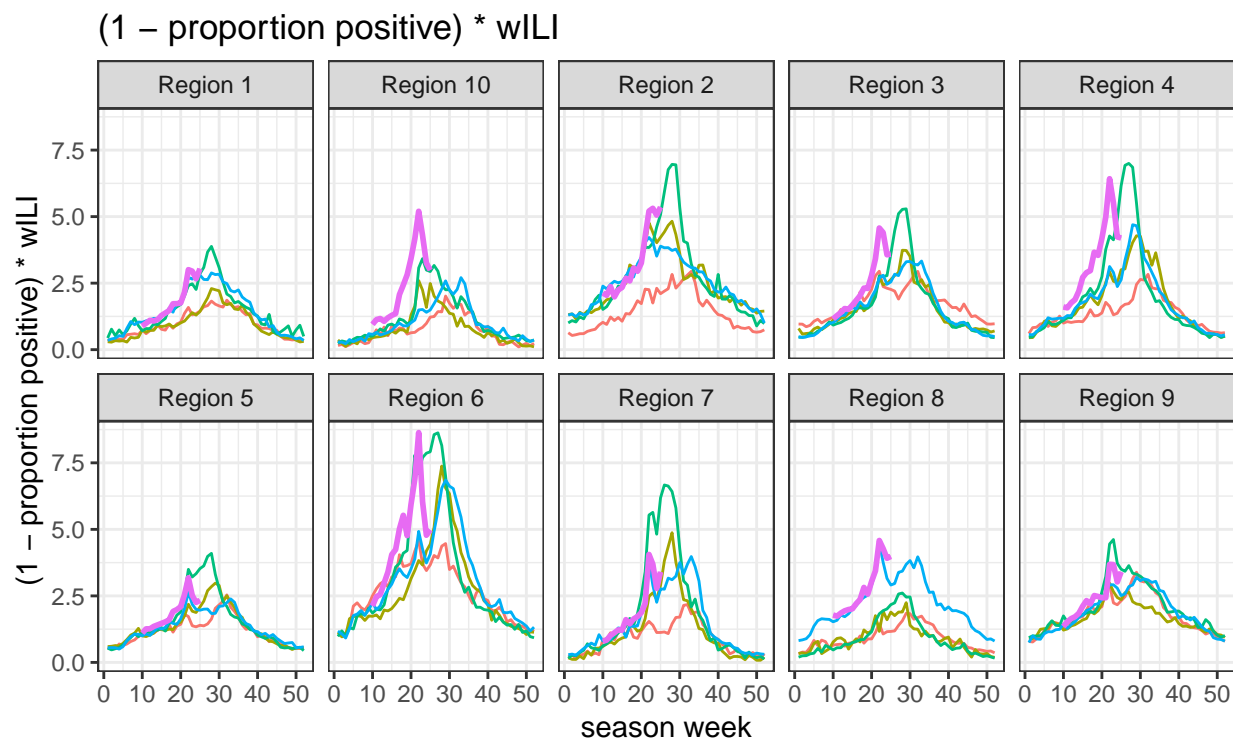 (1 − proportion positive) * wILI
Region 1
Region 10
Region 2
Region 3
Region 4
7.5
5.0
2.5
0.0
Region 5
Region 6
Region 7
Region 8
Region 9
7.5
5.0
2.5
0.0
0 10 20 30 40 50
0 10 20 30 40 50
0 10 20 30 40 50
0 10 20 30 40 50
0 10 20 30 40 50
season week
(1 − proportion positive) * wILI